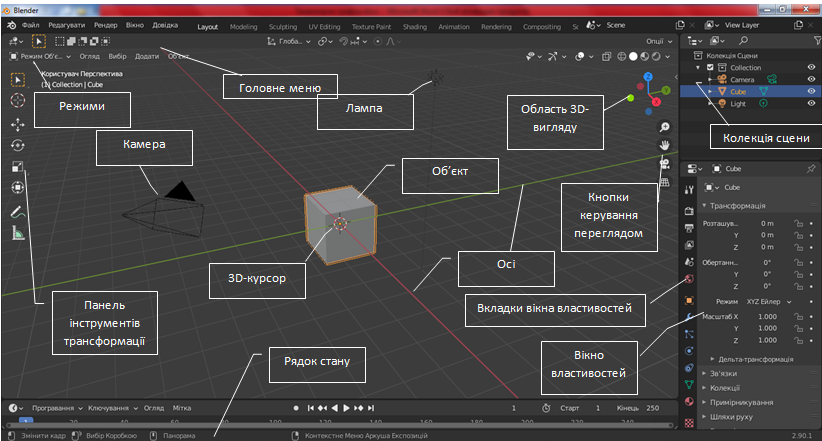 Blender
Файл Редагувати Рендер Вікно Довідка Layout Modeling Sculpting UV Editing Texture Paint Shading Animation Rendering Compositing Sc Scene View Layer
Глоба... Опції
Режим Об'є... Огляд Вибір Додати Об'єкт
Користувач Перспектива
(1) Collection | Cube
Головне меню
Режими
Лампа
Область 3D-
вигляду
Камера
Об’єкт
Кнопки
керування
переглядом
3D-курсор
Осі
Панель
інструментів
трансформації
Вкладки вікна властивостей
Рядок стану
Вікно
властивостей
Колекція Сцени
Collection
Camera
Cube
Light
Колекція сцени
Cube
Cube
Трансформація
Розташув... 0 m
Y 0 m
Z 0 m
Обертанн... 0°
Y 0°
Z 0°
Режим XYZ Ейлер
Масштаб X 1.000
Y 1.000
Z 1.000
Дельта-трансформація
Зв'язки
Колекції
Примірникування
Шляхи руху
Програвання Ключування Огляд Мітка 1 Старт 1 Кінець 250
Змінити кадр Вибір Коробкою Панорама Контекстне Меню Аркуша Експозицій 2.90.1